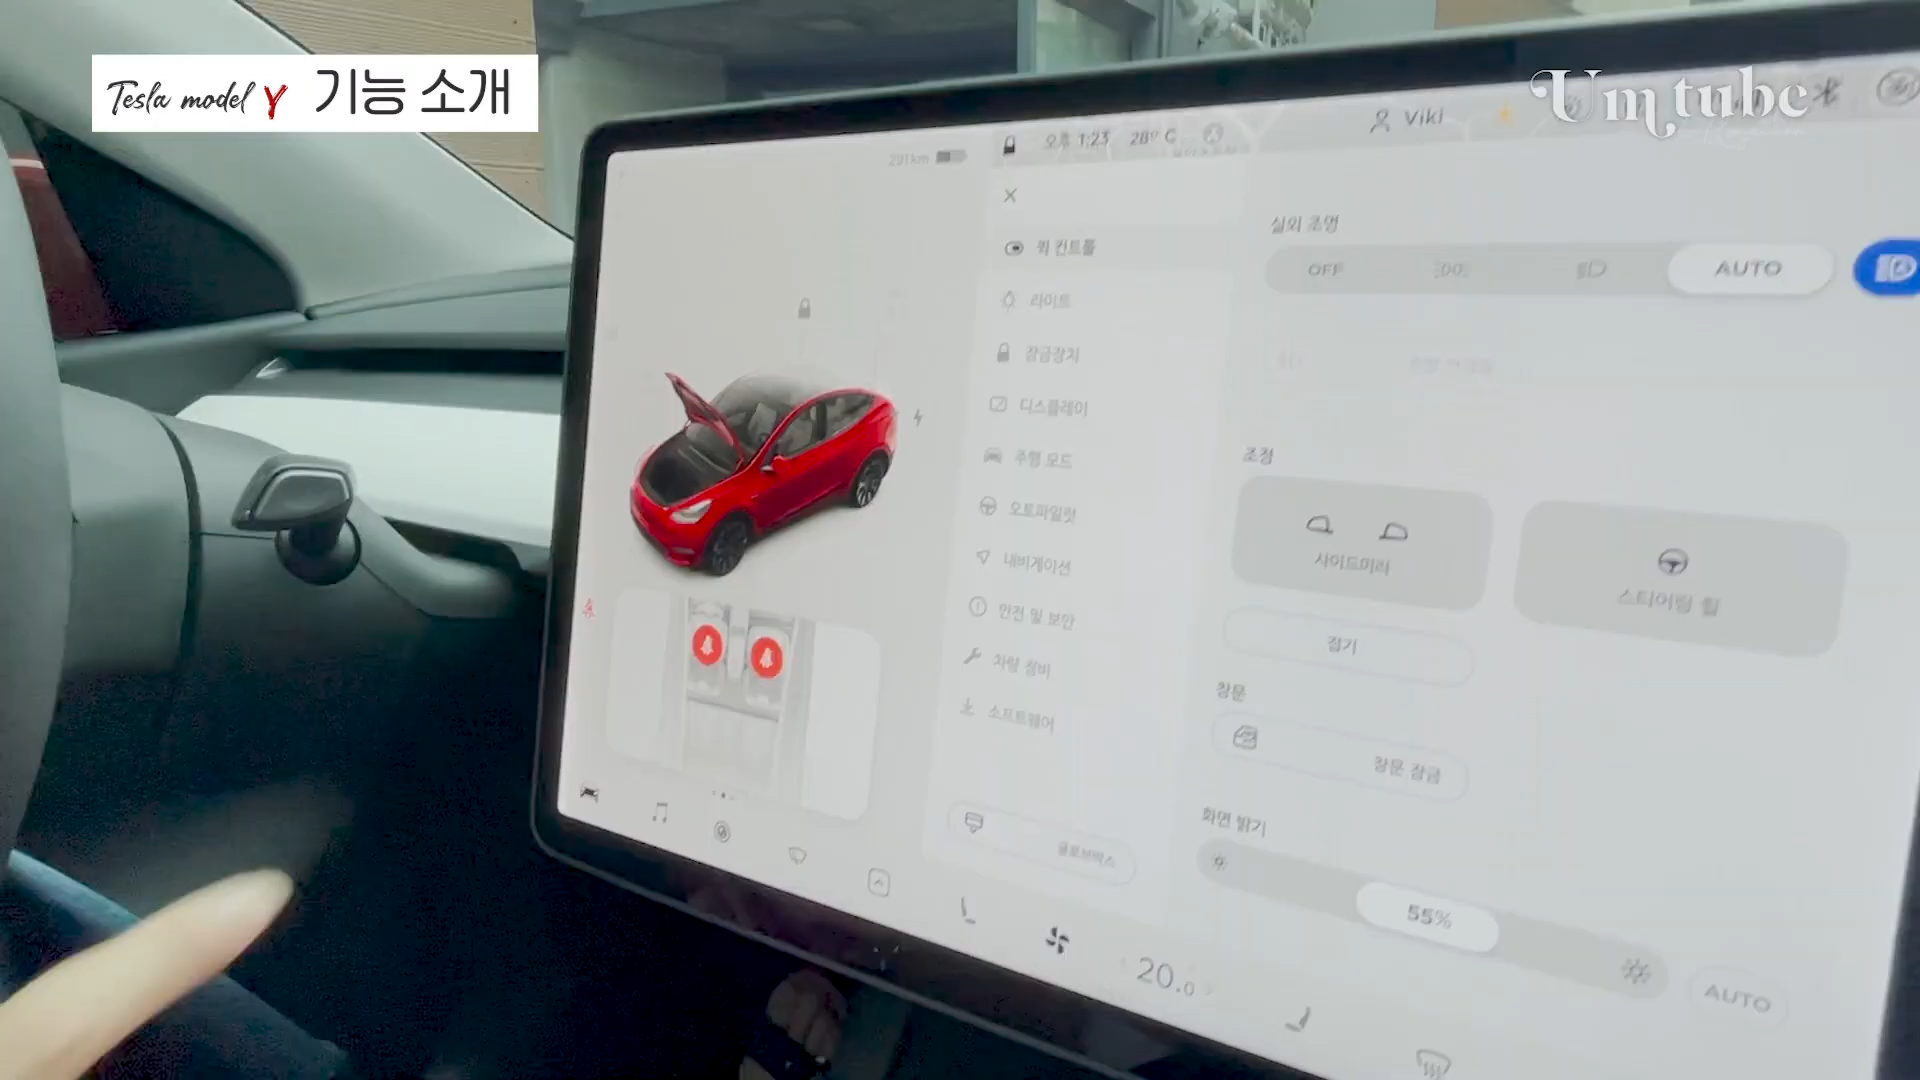 Tesla model Y 기능 소개
Um tube
291km
오후 1:23
28° C
Viki
퀵 컨트롤
라이트
잠금장치
디스플레이
주행 모드
오토파일럿
내비게이션
안전 및 보안
차량 정비
소프트웨어
글로브박스
실외 조명
OFF
AUTO
조정
사이드미러
스티어링 휠
접기
창문
창문 잠금
화면 밝기
55%
AUTO
20.0